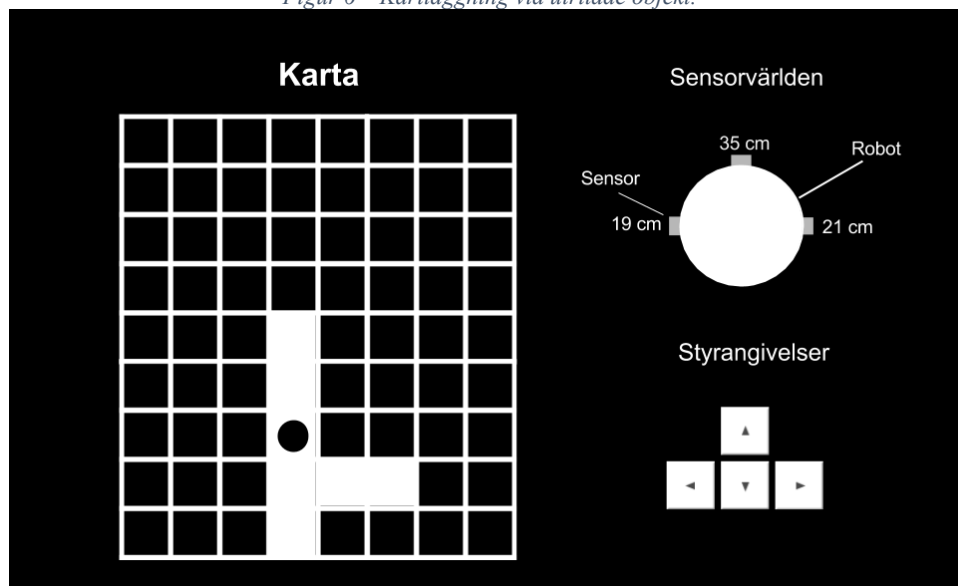 Karta
Sensorvärlden
35 cm
Robot
Sensor
19 cm
21 cm
Styrangivelser